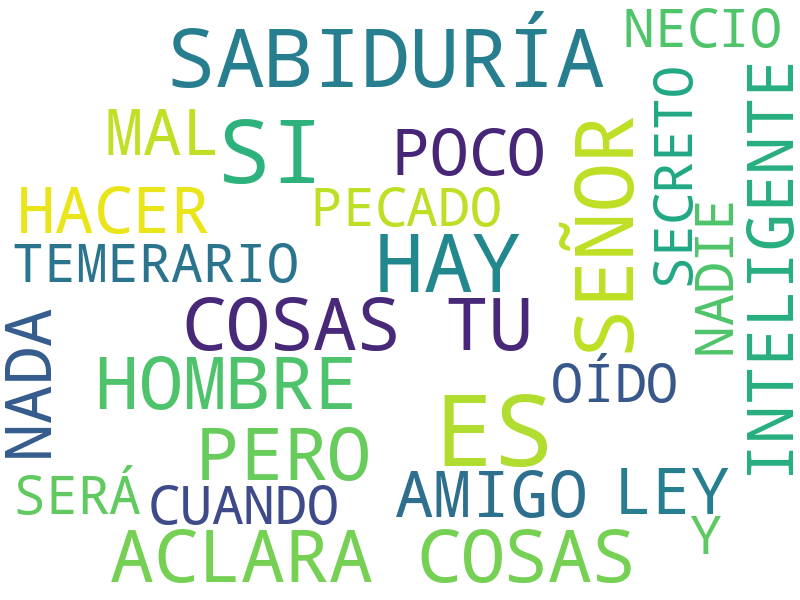 SABIDURÍA
NECIO
MAL
SI
POCO
SEÑOR
SECRETO
INTELIGENTE
HACER
PECADO
NADIE
TEMERARIO
HAY
COSAS TU
NADA
HOMBRE
OÍDO
ES
PERO
SERÁ
CUANDO
AMIGO
LEY
Y
ACLARA COSAS